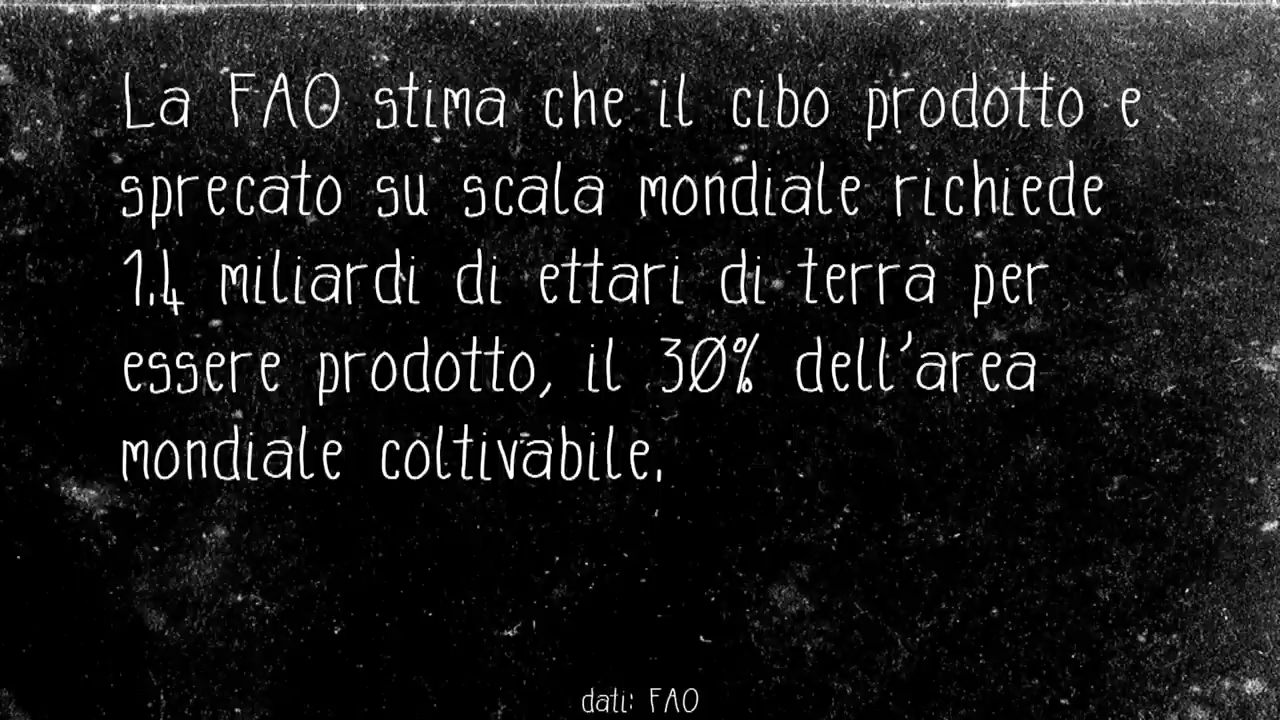 La FAO stima che il cibo prodotto e
sprecato su scala mondiale richiede
1.4 miliardi di ettari di terra per
essere prodotto, il 30% dell'area
mondiale coltivabile.
dati: FAO